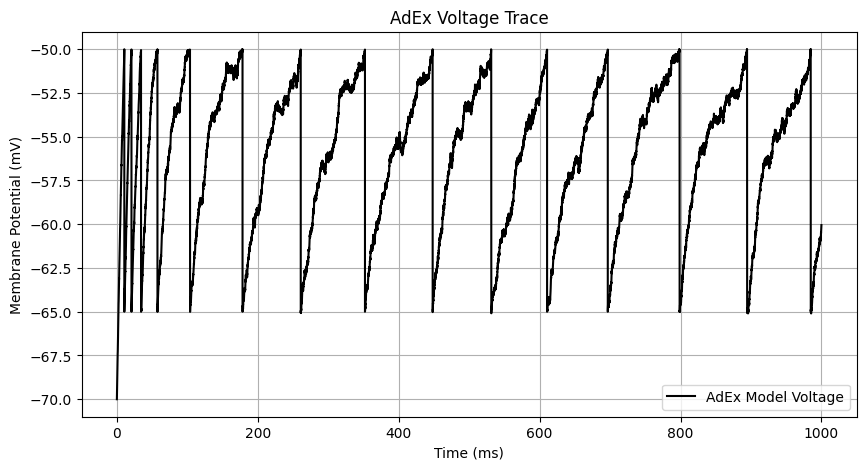 AdEx Voltage Trace
Membrane Potential (mV)
−50.0
−52.5
−55.0
−57.5
−60.0
−62.5
−65.0
−67.5
−70.0
0 200 400 600 800 1000
Time (ms)
AdEx Model Voltage